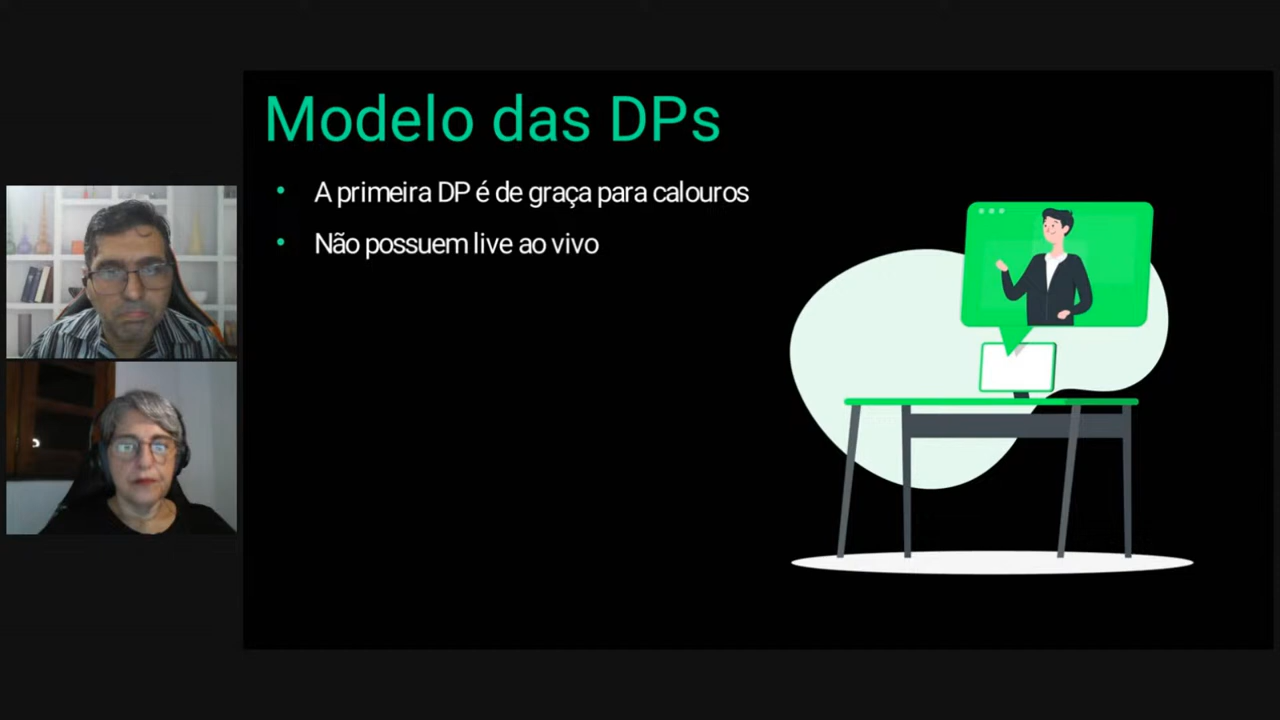 Modelo das DPs
• A primeira DP é de graça para calouros
• Não possuem live ao vivo